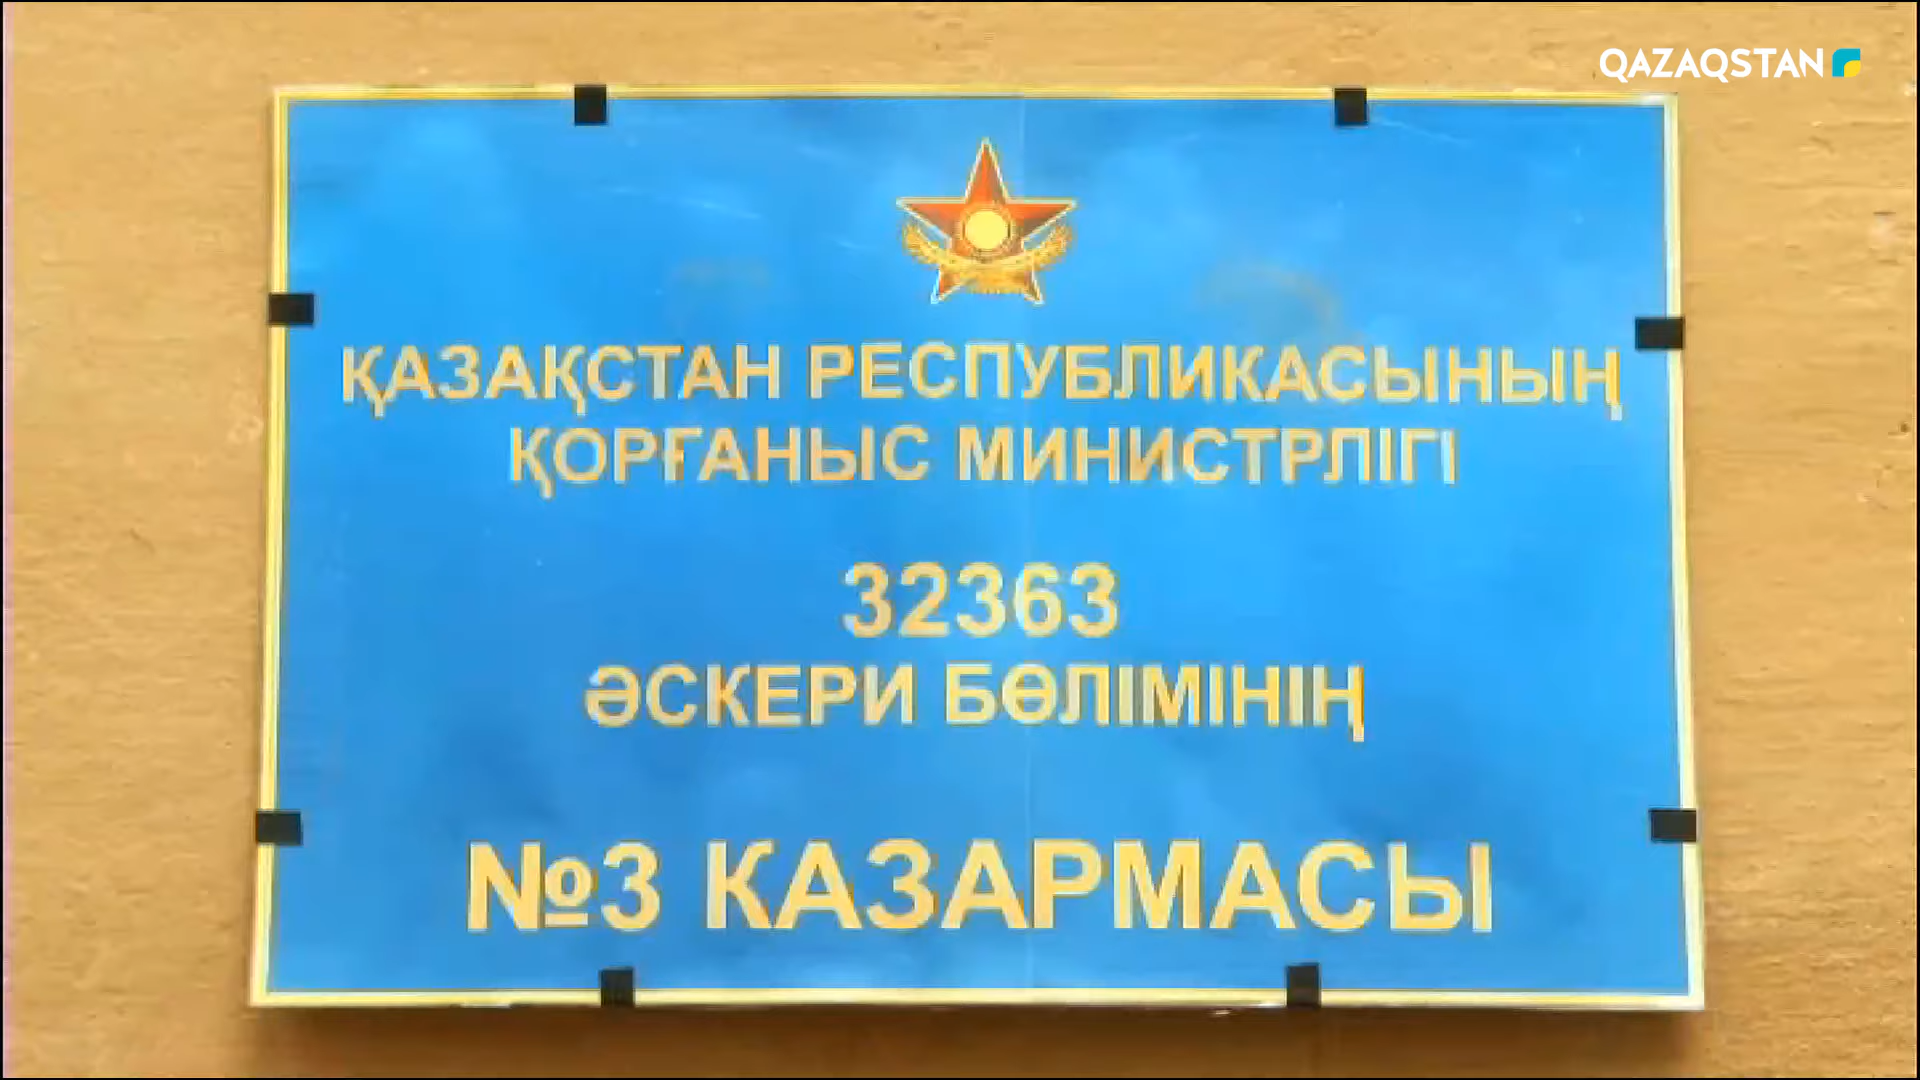 QAZAQSTAN
ҚАЗАҚСТАН РЕСПУБЛИКАСЫНЫҢ
ҚОРҒАНЫС МИНИСТРЛІГІ
32363
ӘСКЕРИ БӨЛІМІНІҢ
№3 КАЗАРМАСЫ